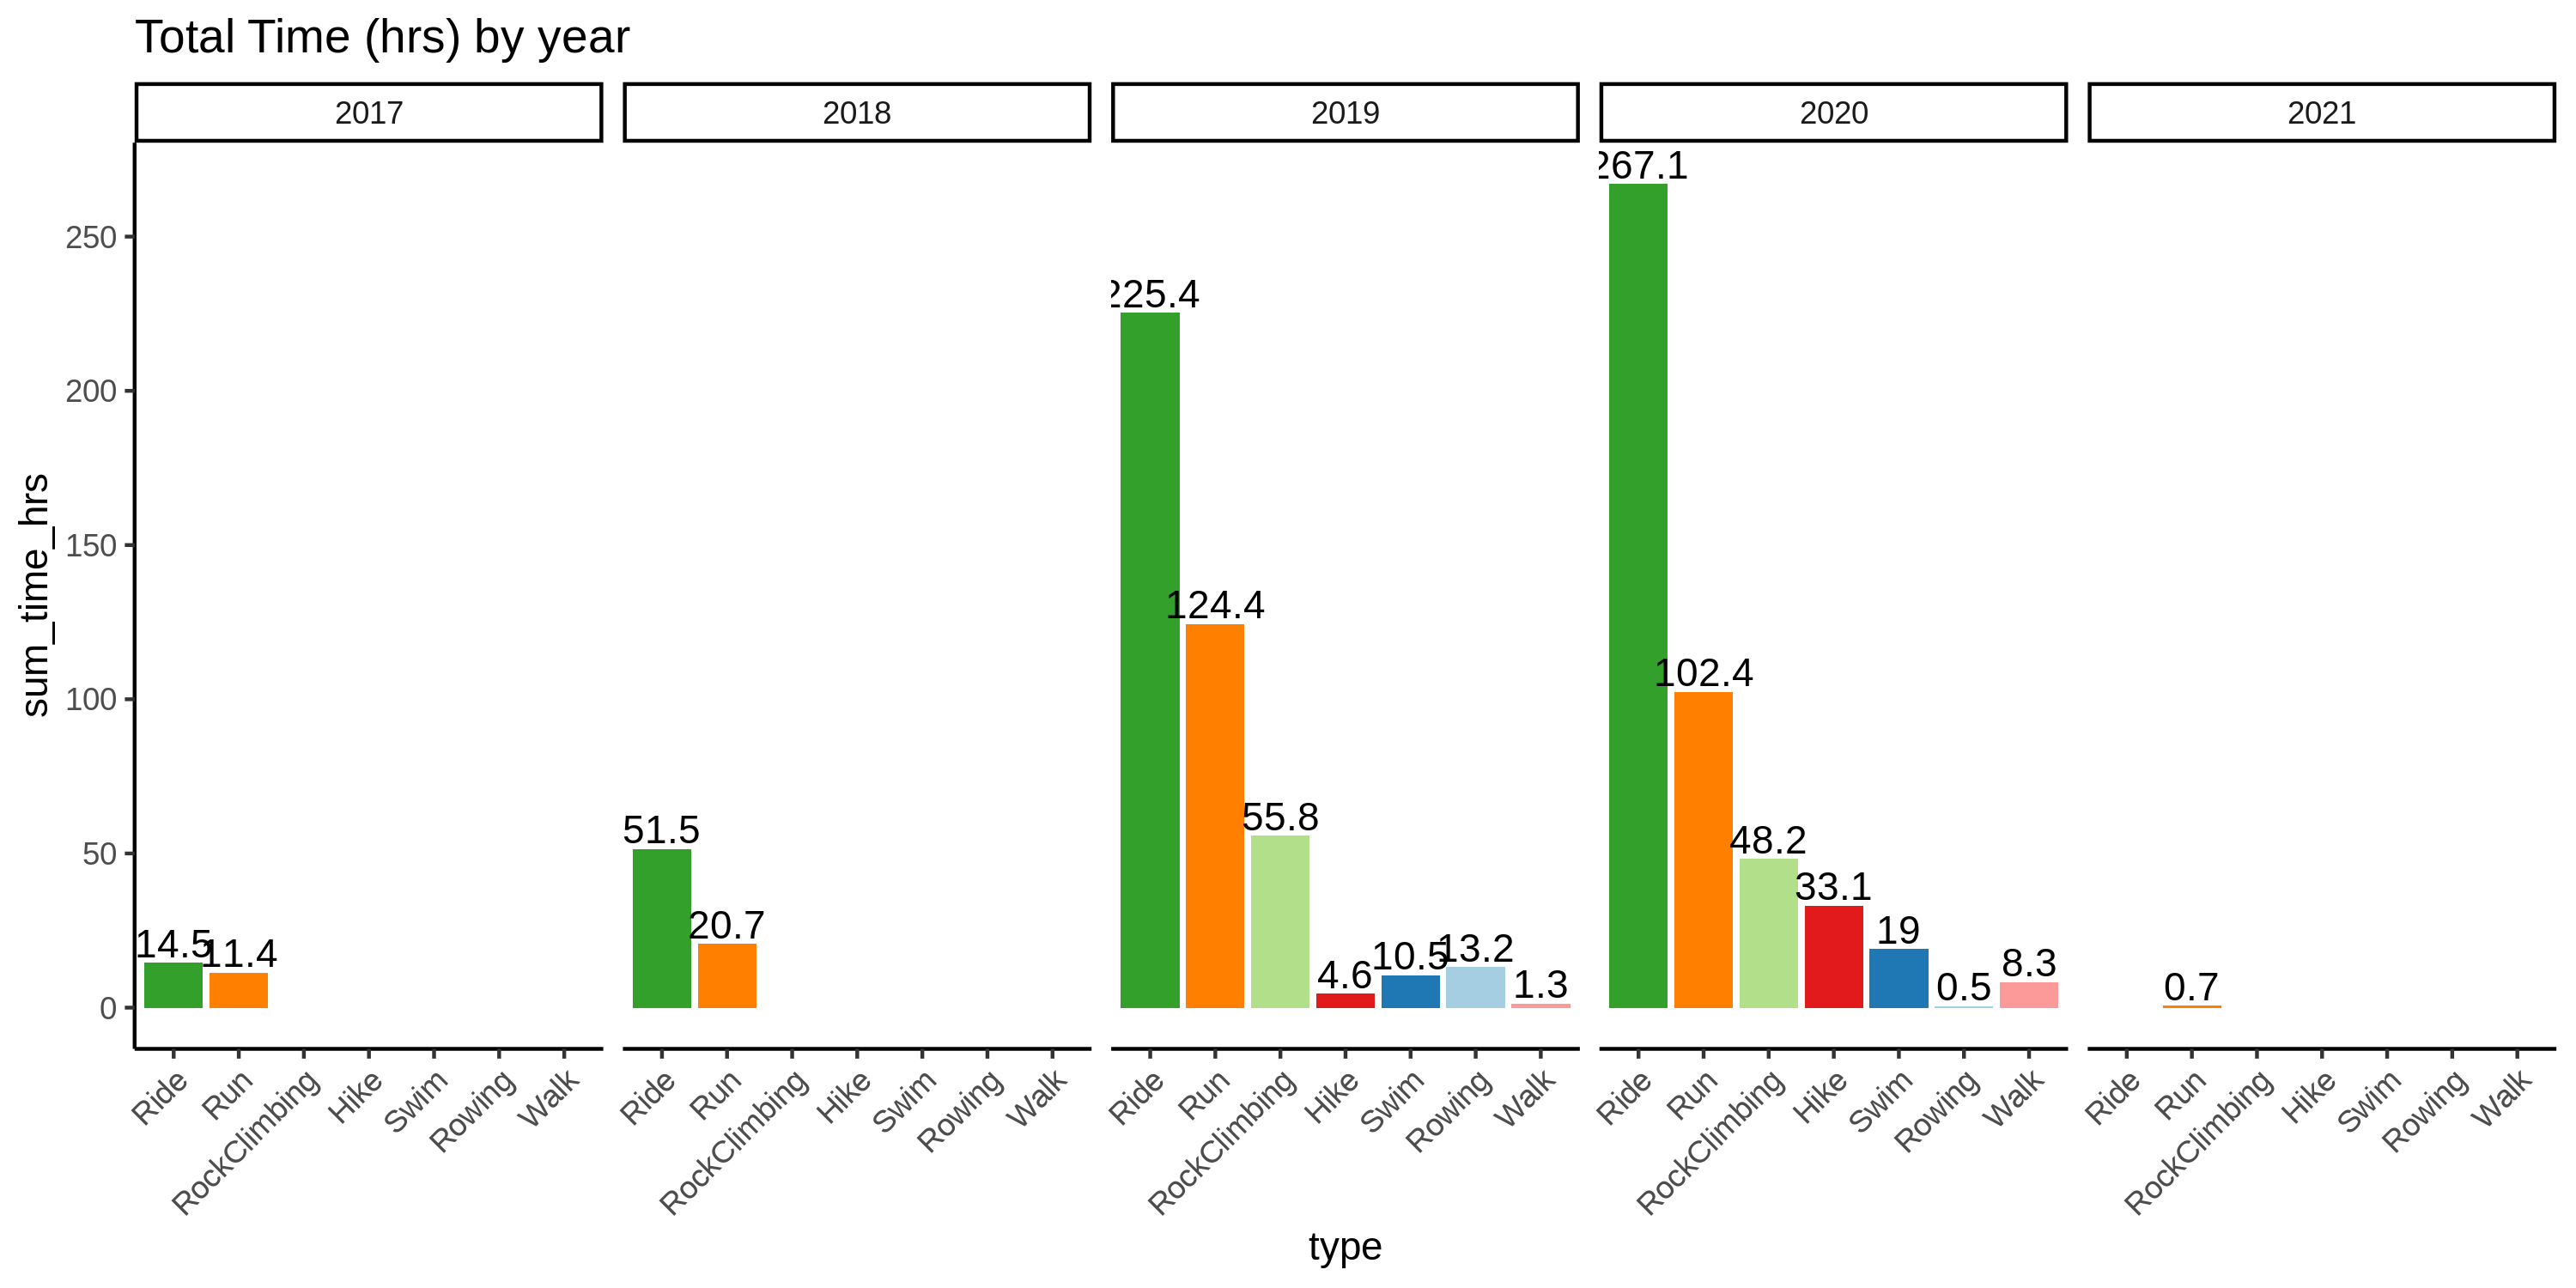 Total Time (hrs) by year
2017 2018 2019 2020 2021
sum_time_hrs
250
200
150
100
50
0
14.5 11.4
51.5 20.7
225.4 124.4 55.8 4.6 10.5 13.2 1.3
267.1 102.4 48.2 33.1 19 0.5 8.3
0.7
Ride Run RockClimbing Hike Swim Rowing Walk
Ride Run RockClimbing Hike Swim Rowing Walk
Ride Run RockClimbing Hike Swim Rowing Walk
Ride Run RockClimbing Hike Swim Rowing Walk
Ride Run RockClimbing Hike Swim Rowing Walk
type